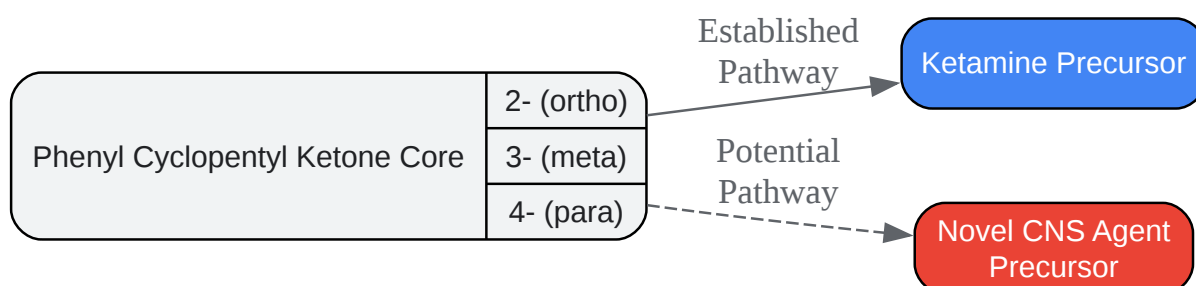 Phenyl Cyclopentyl Ketone Core
2- (ortho)
3- (meta)
4- (para)
Established
Pathway
Potential
Pathway
Ketamine Precursor
Novel CNS Agent
Precursor